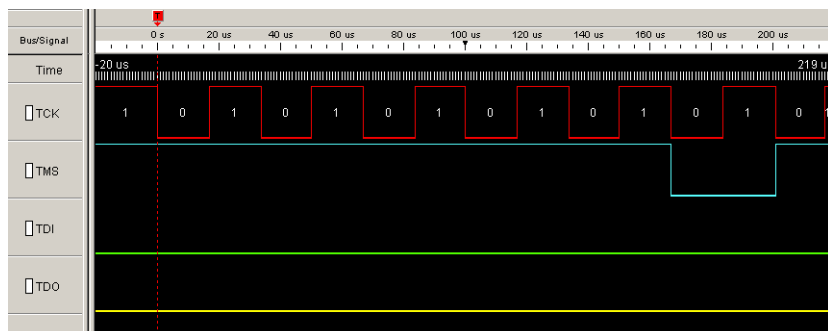 T
Bus/Signal 0 s 20 us 40 us 60 us 80 us 100 us 120 us 140 us 160 us 180 us 200 us
Time -20 us 219 u
TCK 1 0 1 0 1 0 1 0 1 0 1 0 1 0 1
TMS
TDI
TDO